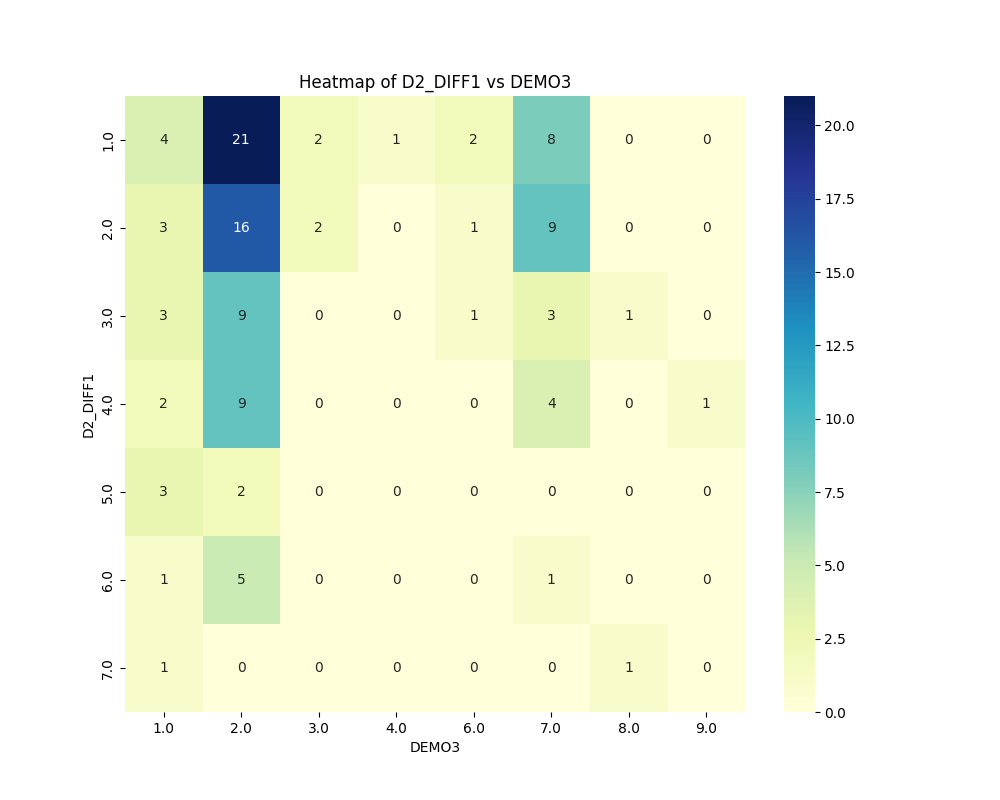 Heatmap of D2_DIFF1 vs DEMO3
D2_DIFF1
1.0 4 21 2 1 2 8 0 0
2.0 3 16 2 0 1 9 0 0
3.0 3 9 0 0 1 3 1 0
4.0 2 9 0 0 0 4 0 1
5.0 3 2 0 0 0 0 0 0
6.0 1 5 0 0 0 1 0 0
7.0 1 0 0 0 0 0 1 0
1.0 2.0 3.0 4.0 6.0 7.0 8.0 9.0
DEMO3
20.0
17.5
15.0
12.5
10.0
7.5
5.0
2.5
0.0